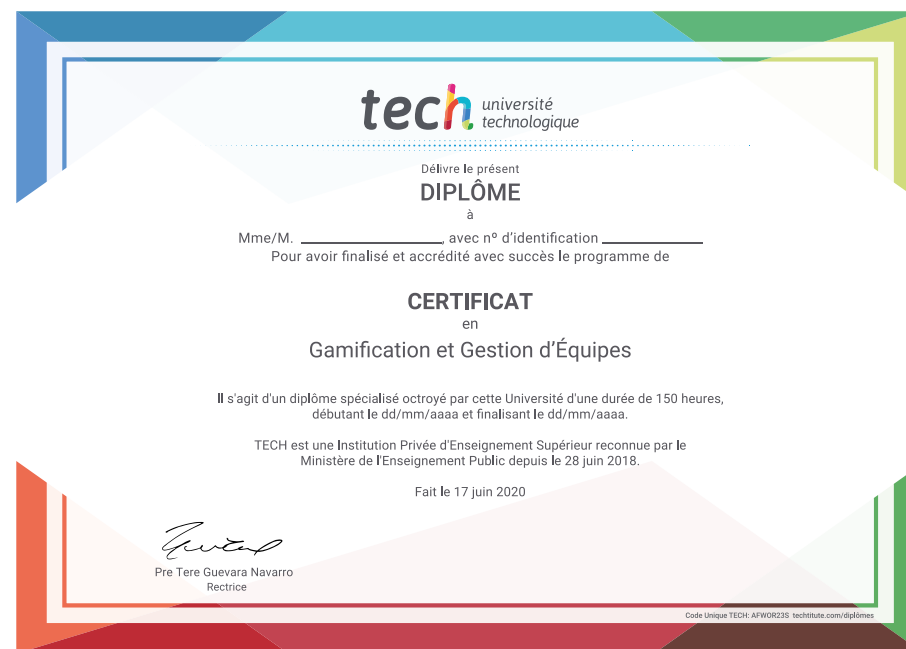 tech université
technologique
Délivre le présent
DIPLÔME
à
Mme/M. ____________________, avec nº d'identification ______________
Pour avoir finalisé et accrédité avec succès le programme de
CERTIFICAT
en
Gamification et Gestion d'Équipes
Il s'agit d'un diplôme spécialisé octroyé par cette Université d'une durée de 150 heures,
débutant le dd/mm/aaaa et finalisant le dd/mm/aaaa.
TECH est une Institution Privée d'Enseignement Supérieur reconnue par le
Ministère de l'Enseignement Public depuis le 28 juin 2018.
Fait le 17 juin 2020
Pre Tere Guevara Navarro
Rectrice
Code Unique TECH: AFWOR23S techtitute.com/diplômes